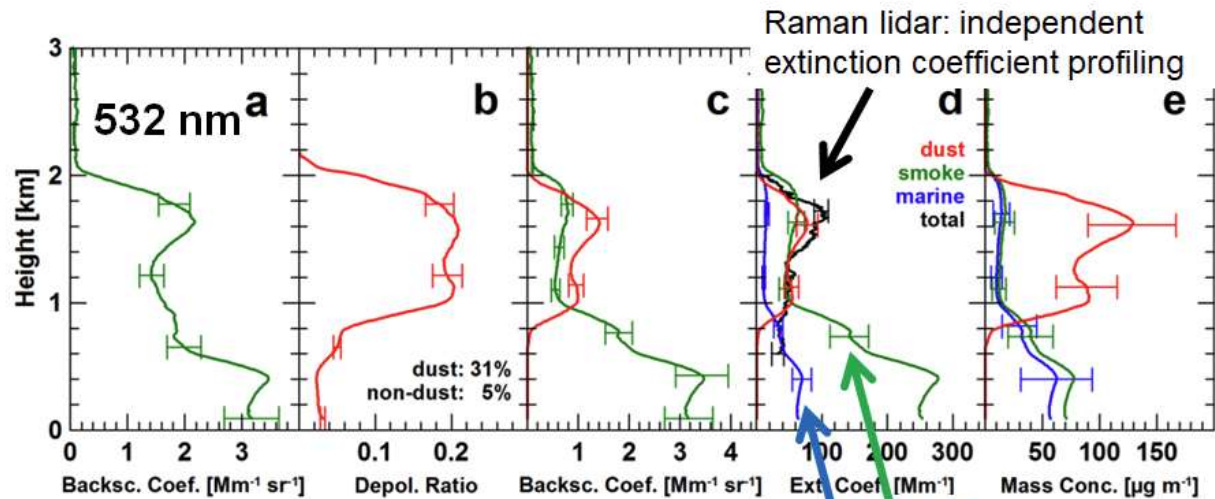 Raman lidar: independent
extinction coefficient profiling
3
2
1
0
Height [km]
a
b
c
d
e
532 nm
dust
smoke
marine
total
dust: 31%
non-dust: 5%
0 1 2 3
0.1 0.2
0 1 2 3 4
100 200 300
50 100 150
Backsc. Coef. [Mm⁻¹ sr⁻¹]
Depol. Ratio
Backsc. Coef. [Mm⁻¹ sr⁻¹]
Ext. Coef. [Mm⁻¹]
Mass Conc. [µg m⁻¹]